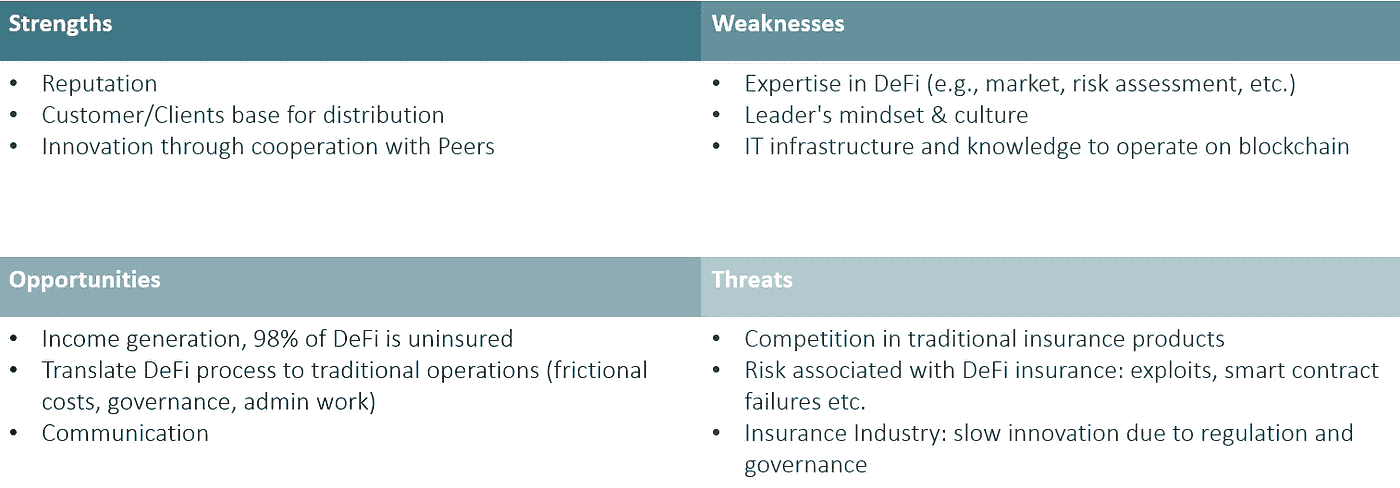 Strengths
• Reputation
• Customer/Clients base for distribution
• Innovation through cooperation with Peers
Weaknesses
• Expertise in DeFi (e.g., market, risk assessment, etc.)
• Leader's mindset & culture
• IT infrastructure and knowledge to operate on blockchain
Opportunities
• Income generation, 98% of DeFi is uninsured
• Translate DeFi process to traditional operations (frictional
costs, governance, admin work)
• Communication
Threats
• Competition in traditional insurance products
• Risk associated with DeFi insurance: exploits, smart contract
failures etc.
• Insurance Industry: slow innovation due to regulation and
governance